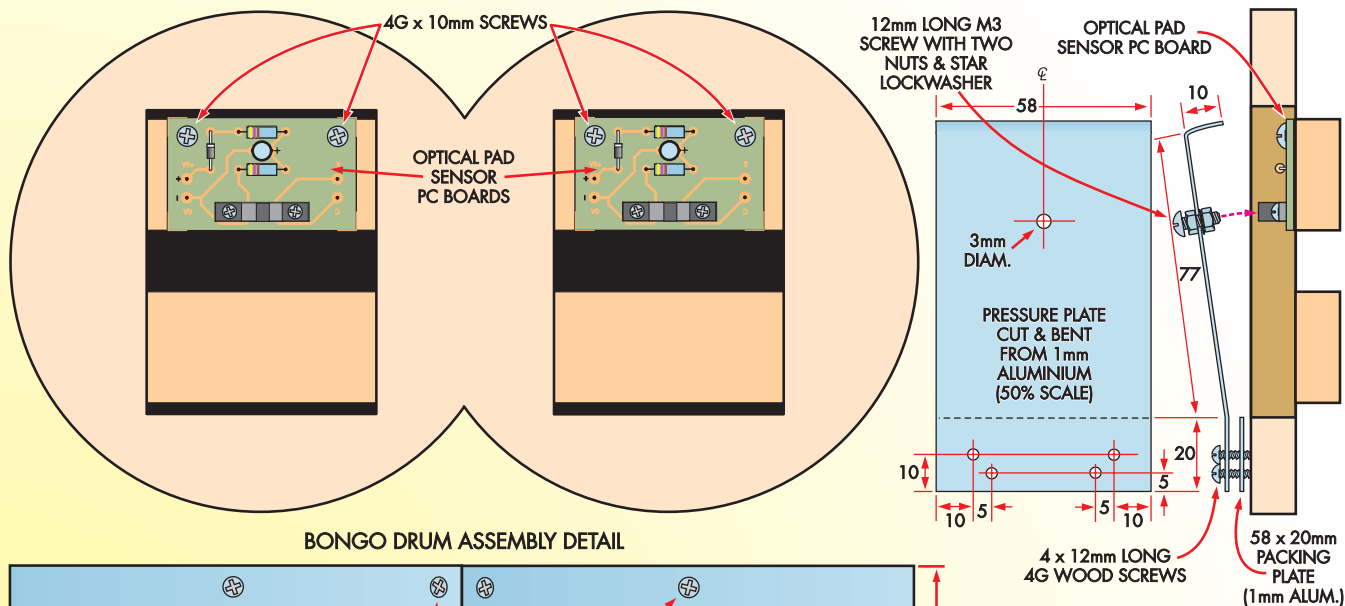 4G x 10mm SCREWS
OPTICAL PAD
SENSOR
PC BOARDS
+
-
+
+
-
+
12mm LONG M3
SCREW WITH TWO
NUTS & STAR
LOCKWASHER
OPTICAL PAD
SENSOR PC BOARD
℄
58
10
3mm
DIAM.
77
PRESSURE PLATE
CUT & BENT
FROM 1mm
ALUMINIUM
(50% SCALE)
20
10
5
10
5
5
10
4 x 12mm LONG
4G WOOD SCREWS
58 x 20mm
PACKING
PLATE
(1mm ALUM.)
BONGO DRUM ASSEMBLY DETAIL